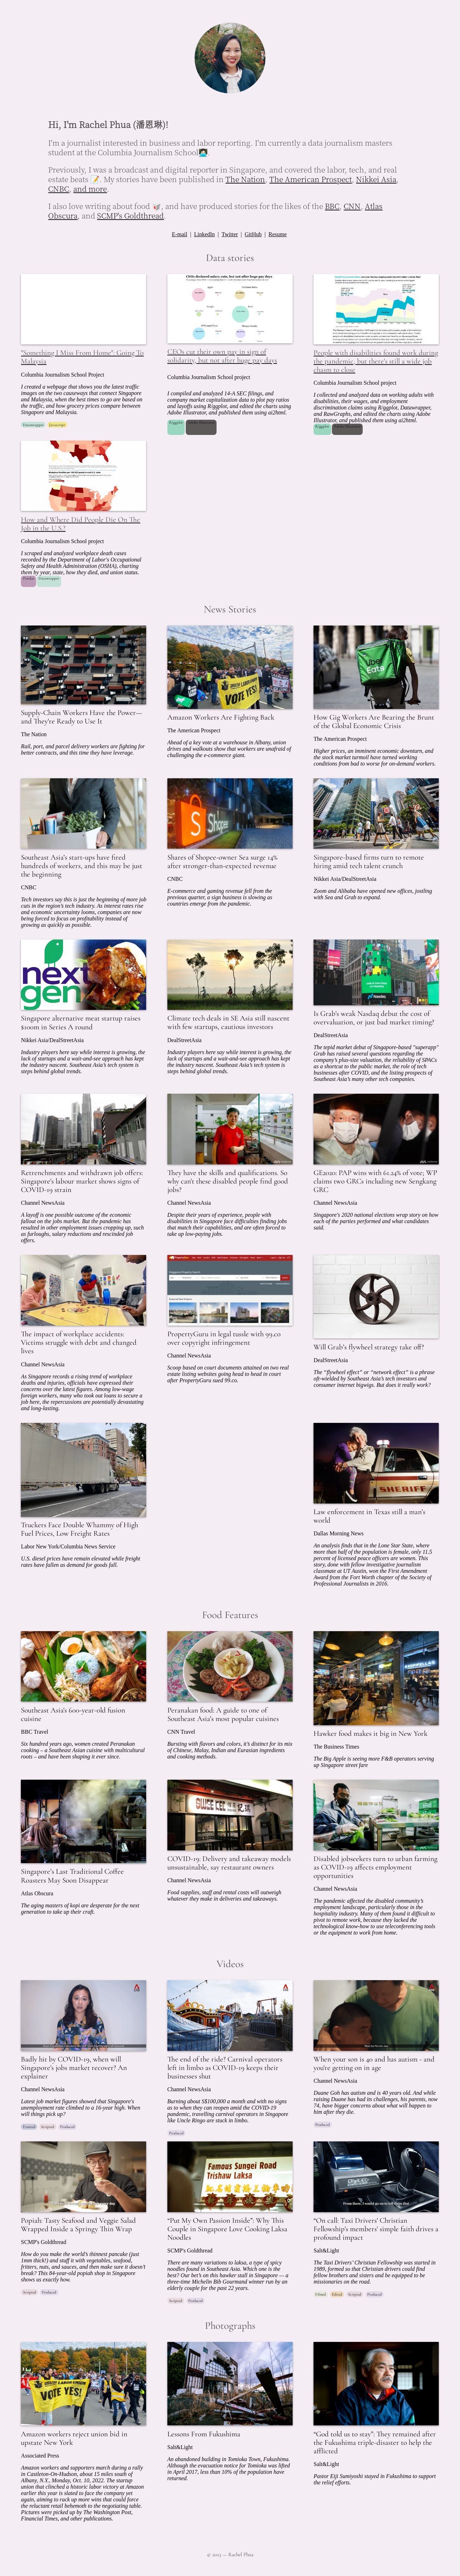 Hi, I'm Rachel Phua (潘恩琳)!
I'm a journalist interested in business and labor reporting. I'm currently a data journalism masters
student at the Columbia Journalism School
Previously, I was a broadcast and digital reporter in Singapore, and covered the labor, tech, and real
estate beats 📝. My stories have been published in The Nation, The American Prospect, Nikkei Asia,
CNBC, and more.
I also love writing about food 🥡, and have produced stories for the likes of the BBC, CNN, Atlas
Obscura, and SCMP's Goldthread.
E-mail | LinkedIn | Twitter | GitHub | Resume
Data stories
"Something I Miss From Home": Going To
Malaysia
Columbia Journalism School Project
I created a webpage that shows you the latest traffic
images on the two causeways that connect Singapore
and Malaysia, when the best times to go are based on
the traffic, and how grocery prices compare between
Singapore and Malaysia.
Datawrapper Javascript
CEOs cut their own pay in sign of
solidarity, but not after huge pay days
Columbia Journalism School project
I compiled and analyzed 14-A SEC filings, and
company market capitalization data to find pay ratios
and layoffs using R/ggplot, and edited the charts using
Adobe Illustrator, and published them using ai2html.
R/ggplot
People with disabilities found work during
the pandemic, but there's still a wide job
chasm to close
Columbia Journalism School project
I collected and analyzed data on working adults with
disabilities, their wages, and employment
discrimination claims using R/ggplot, Datawrapper,
and RawGraphs, and edited the charts using Adobe
Illustrator, and published them using ai2html.
R/ggplot
How and Where Did People Die On The
Job in the U.S.?
Columbia Journalism School project
I scraped and analyzed workplace death cases
recorded by the Department of Labor's Occupational
Safety and Health Administration (OSHA), charting
them by year, state, how they died, and union status.
Pandas Datawrapper
News Stories
Supply-Chain Workers Have the Power—
and They're Ready to Use It
The Nation
Rail, port, and parcel delivery workers are fighting for
better contracts, and this time they have leverage.
VOTE YES!
Amazon Workers Are Fighting Back
The American Prospect
Ahead of a key vote at a warehouse in Albany, union
drives and walkouts show that workers are unafraid of
challenging the e-commerce giant.
Uber
Eats
How Gig Workers Are Bearing the Brunt
of the Global Economic Crisis
The American Prospect
Higher prices, an imminent economic downturn, and
the stock market turmoil have turned working
conditions from bad to worse for on-demand workers.
Southeast Asia's start-ups have fired
hundreds of workers, and this may be just
the beginning
CNBC
Tech investors say this is just the beginning of more job
cuts in the region's tech industry. As interest rates rise
and economic uncertainty looms, companies are now
being forced to focus on profitability instead of
growing as quickly as possible.
Shopee
Shares of Shopee-owner Sea surge 14%
after stronger-than-expected revenue
CNBC
E-commerce and gaming revenue fell from the
previous quarter, a sign business is slowing as
countries emerge from the pandemic.
Singapore-based firms turn to remote
hiring amid tech talent crunch
Nikkei Asia/DealStreetAsia
Zoom and Alibaba have opened new offices, jostling
with Sea and Grab to expand.
next
gen
Singapore alternative meat startup raises
$100m in Series A round
Nikkei Asia/DealStreetAsia
Industry players here say while interest is growing, the
lack of startups and a wait-and-see approach has kept
the industry nascent. Southeast Asia's tech system is
steps behind global trends.
Climate tech deals in SE Asia still nascent
with few startups, cautious investors
DealStreetAsia
Industry players here say while interest is growing, the
lack of startups and a wait-and-see approach has kept
the industry nascent. Southeast Asia's tech system is
steps behind global trends.
Is Grab's weak Nasdaq debut the cost of
overvaluation, or just bad market timing?
DealStreetAsia
The tepid market debut of Singapore-based "superapp"
Grab has raised several questions regarding the
company's plus-size valuation, the reliability of SPACs
as a shortcut to the public market, the role of tech
businesses after COVID, and the listing prospects of
Southeast Asia's many other tech companies.
Retrenchments and withdrawn job offers:
Singapore's labour market shows signs of
COVID-19 strain
Channel NewsAsia
A layoff is one possible outcome of the economic
fallout on the jobs market. But the pandemic has
resulted in other employment issues cropping up, such
as furloughs, salary reductions and rescinded job
offers.
They have the skills and qualifications. So
why can't these disabled people find good
jobs?
Channel NewsAsia
Despite their years of experience, people with
disabilities in Singapore face difficulties finding jobs
that match their capabilities, and are often forced to
take up low-paying jobs.
GE2020: PAP wins with 61.24% of vote; WP
claims two GRCs including new Sengkang
GRC
Channel NewsAsia
Singapore's 2020 national elections wrap story on how
each of the parties performed and what candidates
said.
The impact of workplace accidents:
Victims struggle with debt and changed
lives
Channel NewsAsia
As Singapore records a rising trend of workplace
deaths and injuries, officials have expressed their
concerns over the latest figures. Among low-wage
foreign workers, many who took out loans to secure a
job here, the repercussions are potentially devastating
and long-lasting.
PropertyGuru in legal tussle with 99.co
over copyright infringement
Channel NewsAsia
Scoop based on court documents attained on two real
estate listing websites going head to head in court
after PropertyGuru sued 99.co.
Will Grab's flywheel strategy take off?
DealStreetAsia
The "flywheel effect" or "network effect" is a phrase
oft-wielded by Southeast Asia's tech investors and
consumer internet bigwigs. But does it really work?
Truckers Face Double Whammy of High
Fuel Prices, Low Freight Rates
Labor New York/Columbia News Service
U.S. diesel prices have remain elevated while freight
rates have fallen as demand for goods fall.
SHERIFF
Law enforcement in Texas still a man's
world
Dallas Morning News
An analysis finds that in the Lone Star State, where
more than half of the population is female, only 11.5
percent of licensed peace officers are women. This
story, done with fellow investigative journalism
classmate at UT Austin, won the First Amendment
Award from the Fort Worth chapter of the Society of
Professional Journalists in 2016.
Food Features
Southeast Asia's 600-year-old fusion
cuisine
BBC Travel
Six hundred years ago, women created Peranakan
cooking – a Southeast Asian cuisine with multicultural
roots – and have been shaping it ever since.
Peranakan food: A guide to one of
Southeast Asia's most popular cuisines
CNN Travel
Bursting with flavors and colors, it's distinct for its mix
of Chinese, Malay, Indian and Eurasian ingredients
and cooking methods.
Hawker food makes it big in New York
The Business Times
The Big Apple is seeing more F&B operators serving
up Singapore street fare
Singapore's Last Traditional Coffee
Roasters May Soon Disappear
Atlas Obscura
The aging masters of kopi are desperate for the next
generation to take up their craft.
COVID-19: Delivery and takeaway models
unsustainable, say restaurant owners
Channel NewsAsia
Food supplies, staff and rental costs will outweigh
whatever they make in deliveries and takeaways.
Disabled jobseekers turn to urban farming
as COVID-19 affects employment
opportunities
Channel NewsAsia
The pandemic affected the disabled community's
employment landscape, particularly those in the
hospitality industry. Many of them found it difficult to
pivot to remote work, because they lacked the
technological know-how to use teleconferencing tools
or the equipment to work from home.
Videos
Badly hit by COVID-19, when will
Singapore's jobs market recover? An
explainer
Channel NewsAsia
Latest job market figures showed that Singapore's
unemployment rate climbed to a 16-year high. When
will things pick up?
Fronted Scripted Produced
The end of the ride? Carnival operators
left in limbo as COVID-19 keeps their
businesses shut
Channel NewsAsia
Burning about S$100,000 a month and with no signs
as to when they can reopen amid the COVID-19
pandemic, travelling carnival operators in Singapore
like Uncle Ringo are stuck in limbo.
Produced
When your son is 40 and has autism - and
you're getting on in age
Channel NewsAsia
Duane Goh has autism and is 40 years old. And while
raising Duane has had its challenges, his parents, now
74, have bigger concerns about what will happen to
him after they die.
Produced
Popiah: Tasty Seafood and Veggie Salad
Wrapped Inside a Springy Thin Wrap
SCMP's Goldthread
How do you make the world's thinnest pancake (just
1mm thick!) and stuff it with vegetables, seafood,
fritters, nuts, and sauces, and then make sure it doesn't
break? This 84-year-old popiah shop in Singapore
shows us exactly how.
Scripted Produced
Famous Sungei Road
Trishaw Laksa
"Put My Own Passion Inside": Why This
Couple in Singapore Love Cooking Laksa
Noodles
SCMP's Goldthread
There are many variations to laksa, a type of spicy
noodles found in Southeast Asia. Which one is the
best? Our bet's on this hawker stall in Singapore — a
three-time Michelin Bib Gourmand winner run by an
elderly couple for the past 22 years.
Scripted Produced
"On call: Taxi Drivers' Christian
Fellowship's members' simple faith drives a
profound impact
Salt&Light
The Taxi Drivers' Christian Fellowship was started in
1989, formed so that Christian drivers could find
fellow brothers and sisters and be equipped to be
missionaries on the road.
Filmed Edited Scripted Produced
Photographs
VOTE YES!
Amazon workers reject union bid in
upstate New York
Associated Press
Amazon workers and supporters march during a rally
in Castleton-On-Hudson, about 15 miles south of
Albany, N.Y., Monday, Oct. 10, 2022. The startup
union that clinched a historic labor victory at Amazon
earlier this year is slated to face the company yet
again, aiming to rack up more wins that could force
the reluctant retail behemoth to the negotiating table.
Pictures were picked up by The Washington Post,
Financial Times, and other publications.
Lessons From Fukushima
Salt&Light
An abandoned building in Tomioka Town, Fukushima.
Although the evacuation notice for Tomioka was lifted
in April 2017, less than 10% of the population have
returned.
"God told us to stay": They remained after
the Fukushima triple-disaster to help the
afflicted
Salt&Light
Pastor Eiji Sumiyoshi stayed in Fukushima to support
the relief efforts.
© 2023 — Rachel Phua